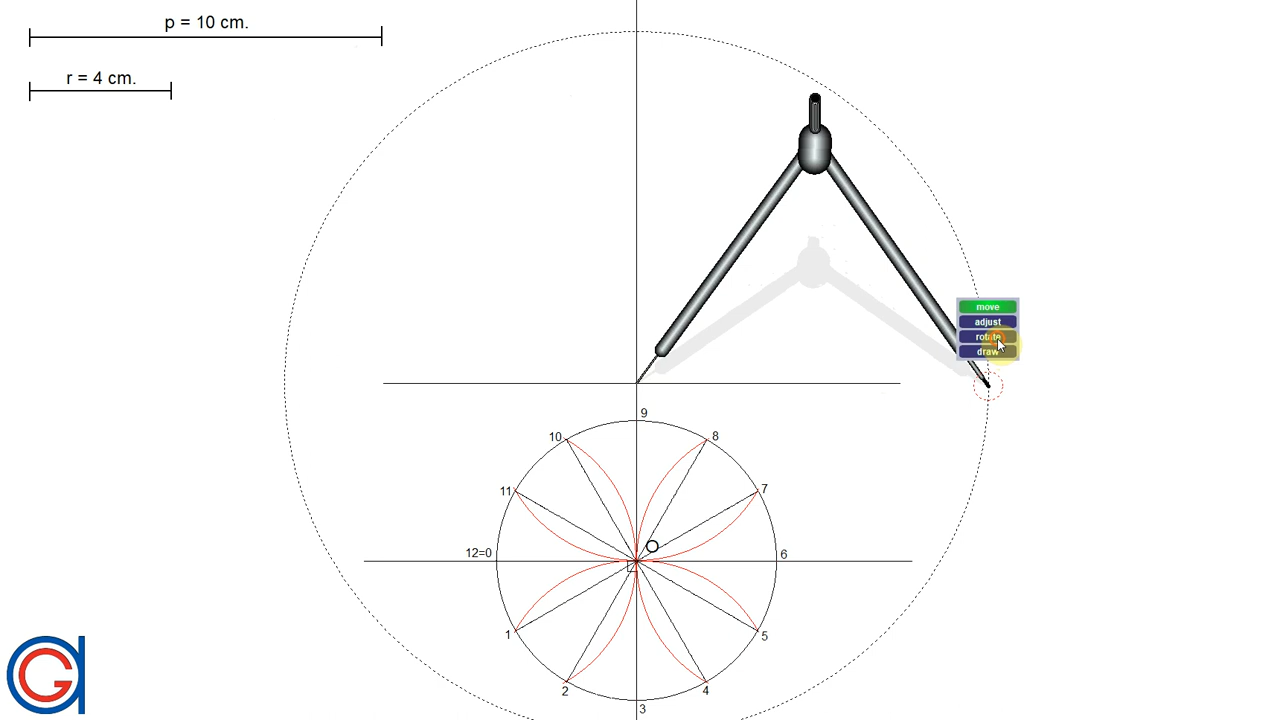 p = 10 cm.
r = 4 cm.
move
adjust
rotate
draw
9
10
8
11
7
O
12=0
6
1
5
2
4
3